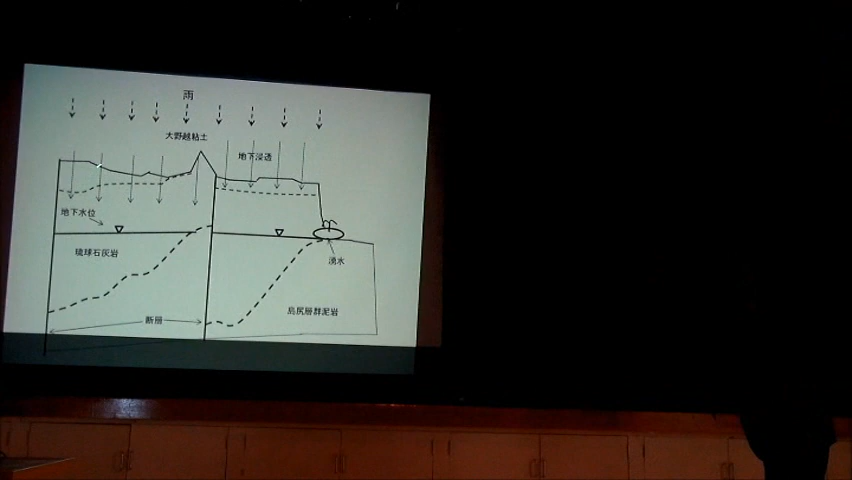 雨
大野越粘土
地下浸透
地下水位
琉球石灰岩
湧水
島尻層群泥岩
断層